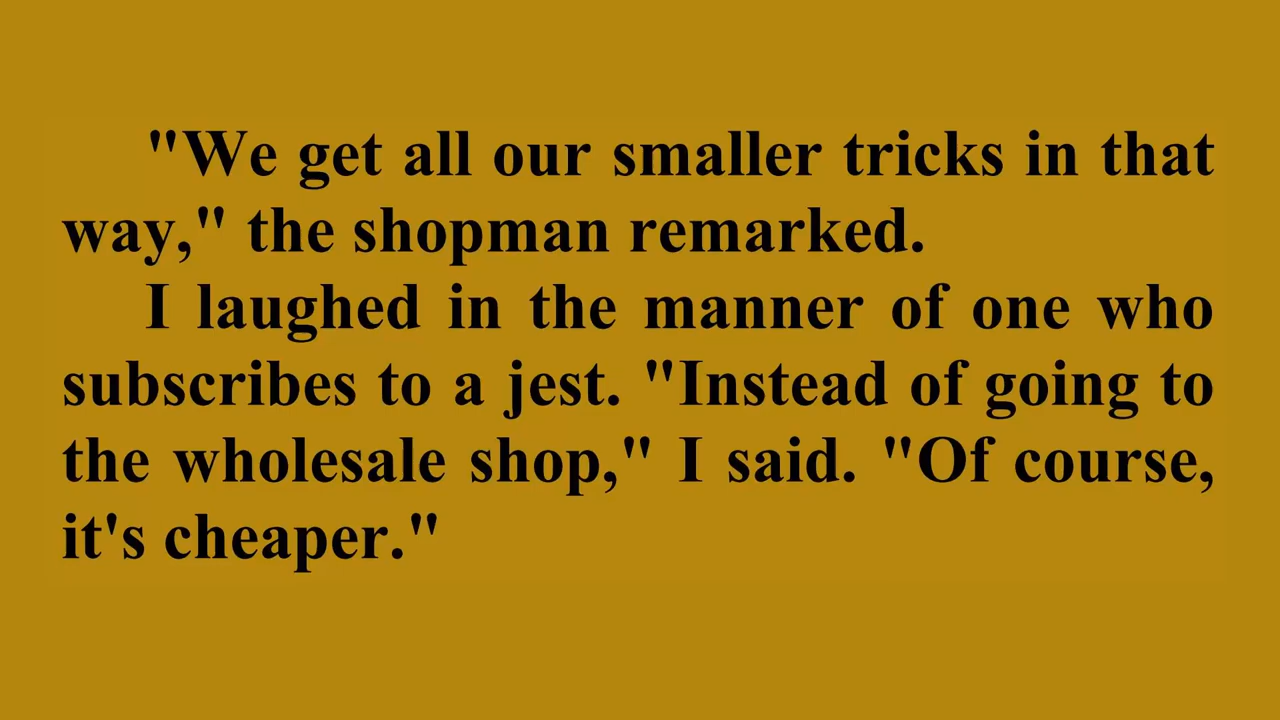 "We get all our smaller tricks in that
way," the shopman remarked.
I laughed in the manner of one who
subscribes to a jest. "Instead of going to
the wholesale shop," I said. "Of course,
it's cheaper."